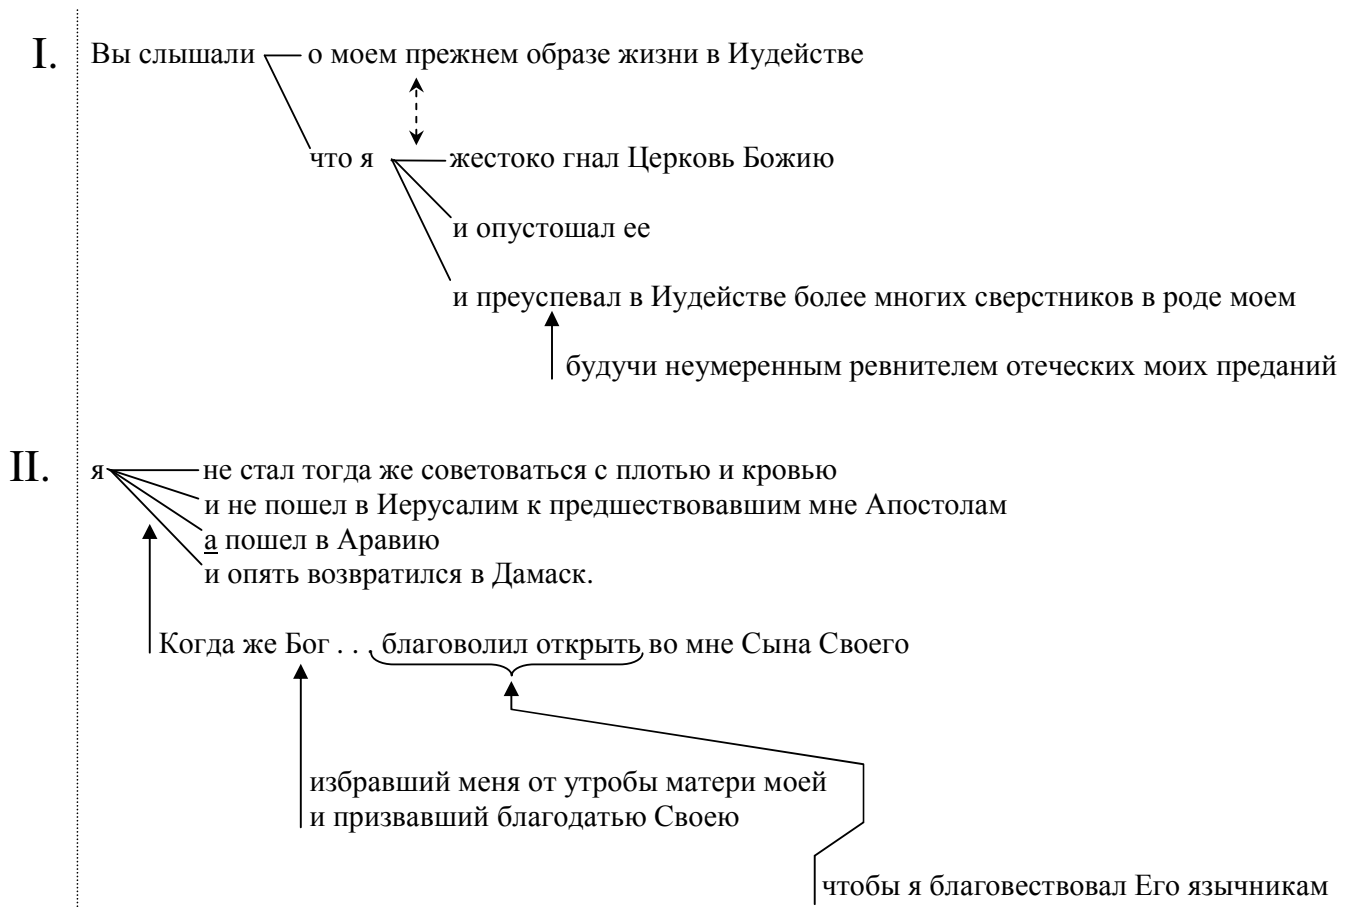 I. Вы слышали о моем прежнем образе жизни в Иудействе
что я жестоко гнал Церковь Божию
и опустошал ее
и преуспевал в Иудействе более многих сверстников в роде моем
будучи неумеренным ревнителем отеческих моих преданий
II. я не стал тогда же советоваться с плотью и кровью
и не пошел в Иерусалим к предшествовавшим мне Апостолам
а пошел в Аравию
и опять возвратился в Дамаск.
Когда же Бог . . . благоволил открыть во мне Сына Своего
избравший меня от утробы матери моей
и призвавший благодатью Своею
чтобы я благовествовал Его язычникам